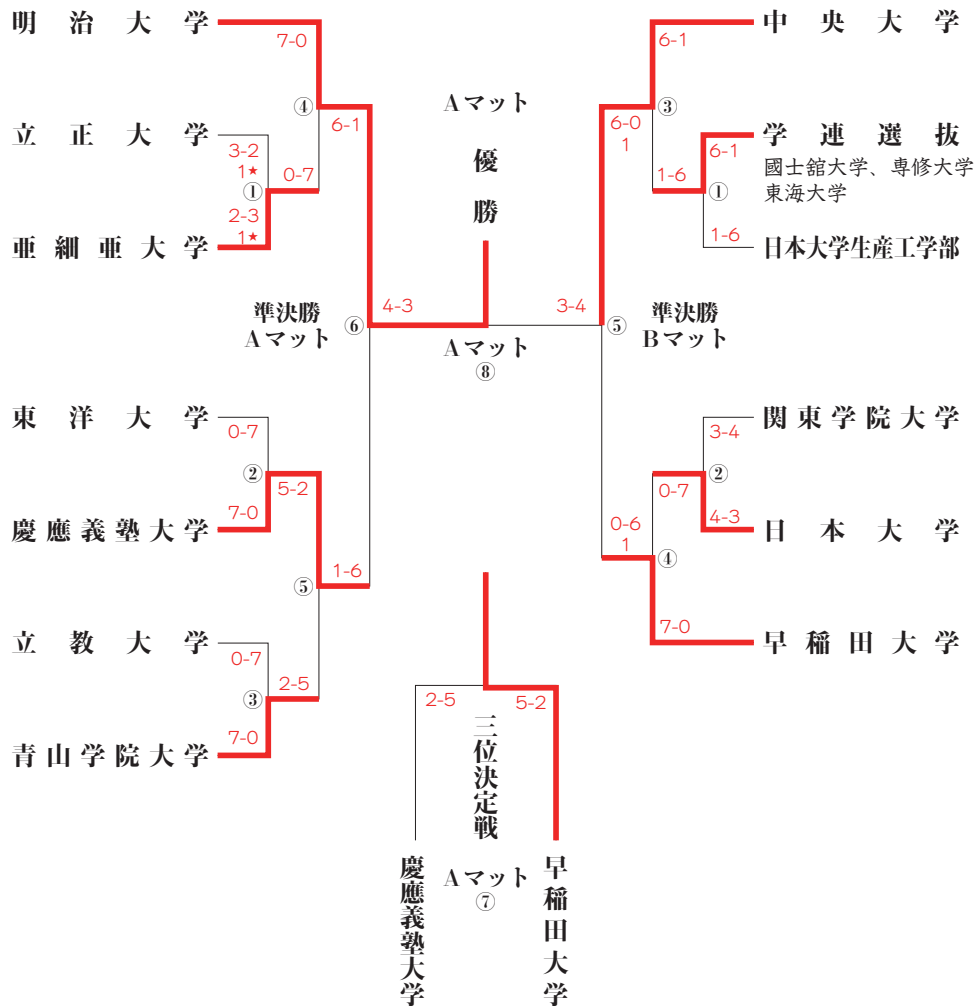 明治大学
7-0
④
立正大学
3-2
1★
①
0-7
亜細亜大学
2-3
1★
6-1
準決勝
Aマット
⑥
4-3
東洋大学
0-7
②
5-2
慶應義塾大学
7-0
⑤
1-6
立教大学
0-7
③
2-5
青山学院大学
7-0
Aマット
優勝
Aマット
⑧
中央大学
6-1
③
6-0
1
学連選抜
國士舘大学、専修大学
東海大学
6-1
1-6
①
日本大学生産工学部
1-6
3-4
⑤
準決勝
Bマット
関東学院大学
3-4
②
0-7
日本大学
4-3
0-6
1
④
早稲田大学
7-0
2-5
5-2
三位決定戦
Aマット
⑦
慶應義塾大学
早稲田大学